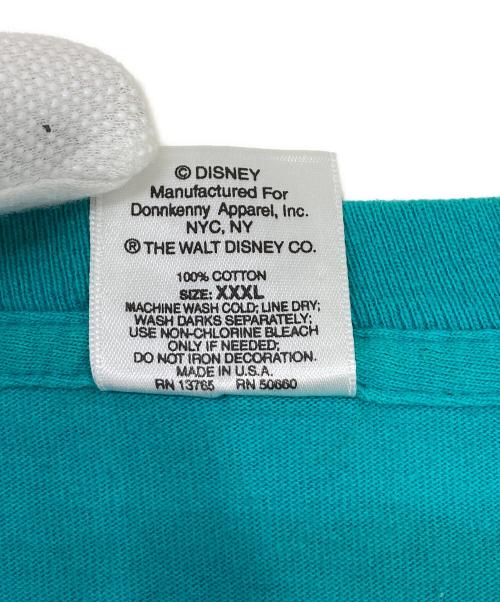 © DISNEY
Manufactured For
Donnkenny Apparel, Inc.
NYC, NY
® THE WALT DISNEY CO.
100% COTTON
SIZE: XXXL
MACHINE WASH COLD; LINE DRY;
WASH DARKS SEPARATELY;
USE NON-CHLORINE BLEACH
ONLY IF NEEDED;
DO NOT IRON DECORATION.
MADE IN U.S.A.
RN 13765 RN 50660